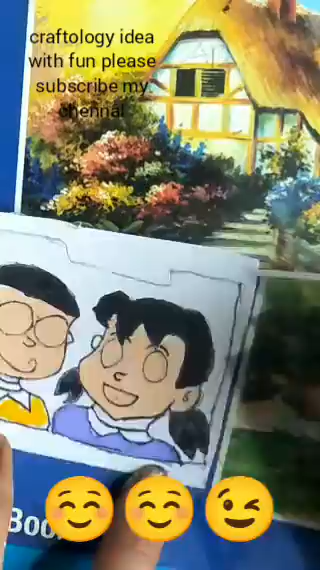 craftology idea
with fun please
subscribe my.
chennal
Boo